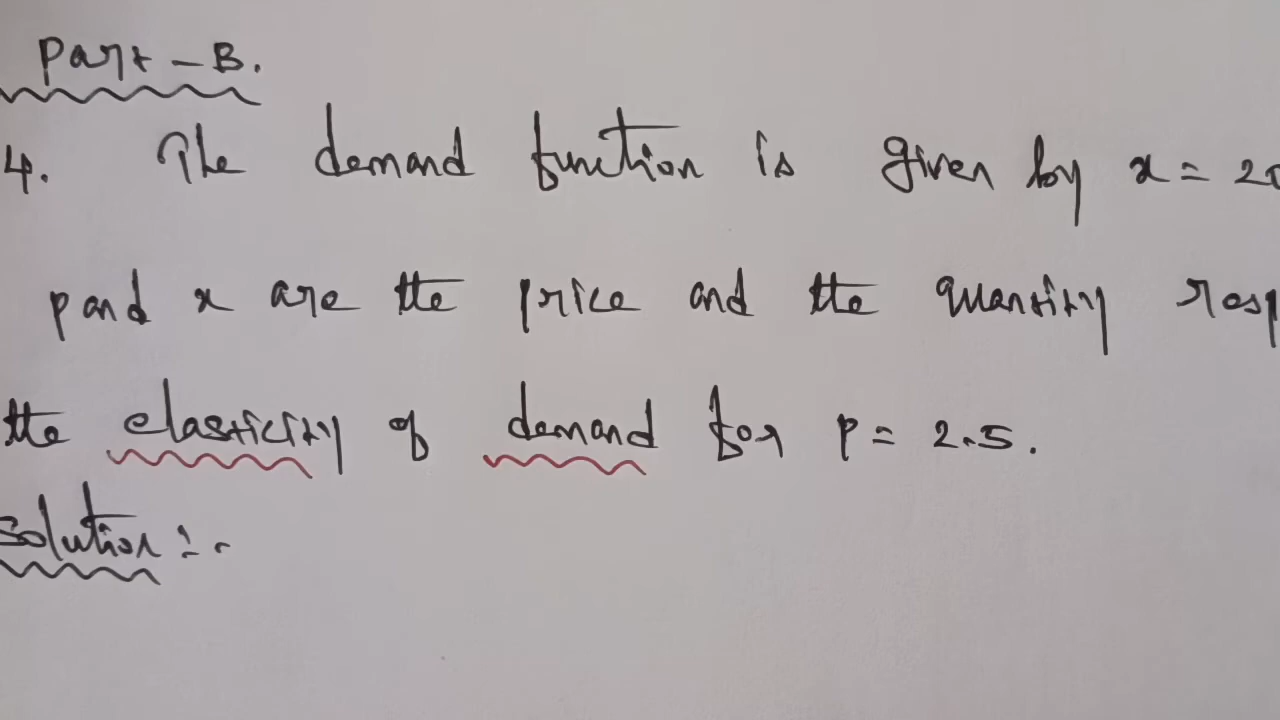 Part - B.
4. The demand function is given by x = 20
p and x are the price and the quantity resp
the elasticity of demand for p = 2.5.
solution :-